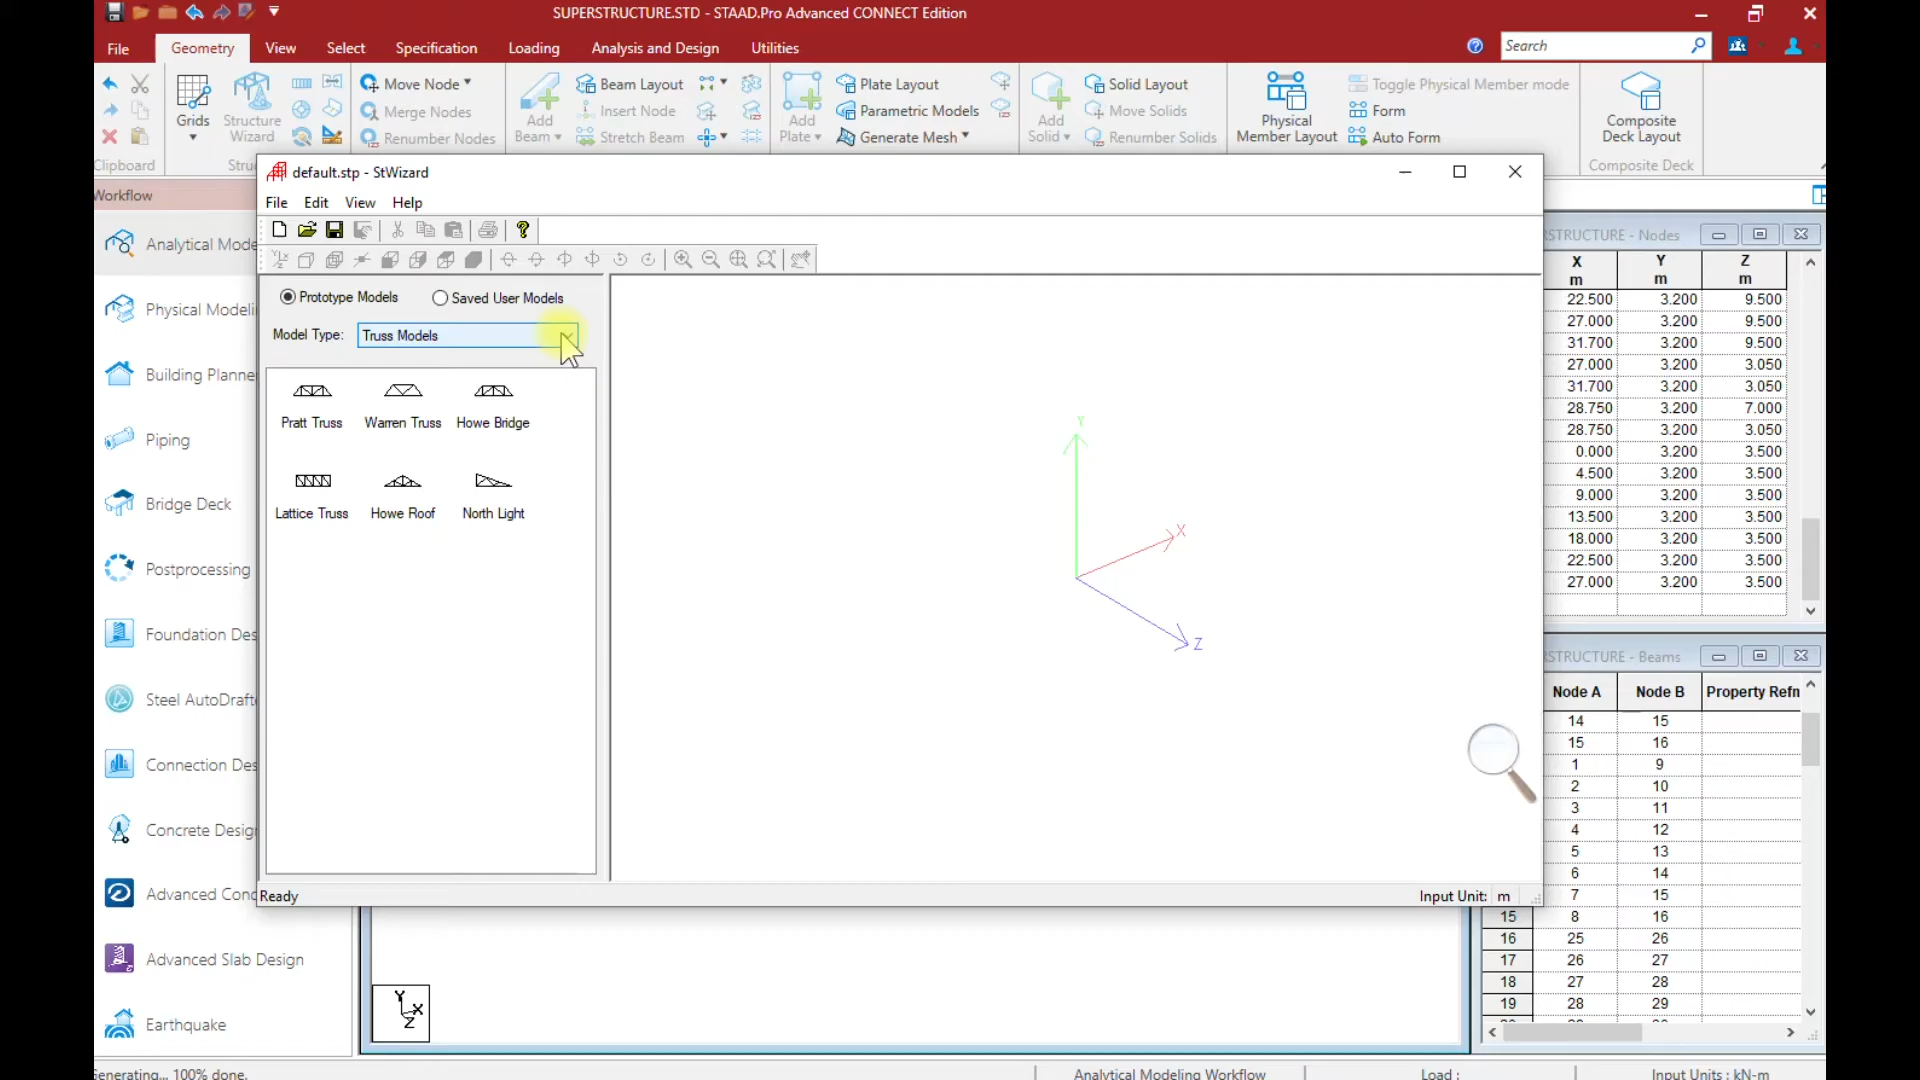 SUPERSTRUCTURE.STD - STAAD.Pro Advanced CONNECT Edition
File
Geometry
View
Select
Specification
Loading
Analysis and Design
Utilities
Search
Grids
Structure
Wizard
Move Node
Merge Nodes
Renumber Nodes
Add
Beam
Beam Layout
Insert Node
Stretch Beam
Add
Plate
Plate Layout
Parametric Models
Generate Mesh
Add
Solid
Solid Layout
Move Solids
Renumber Solids
Physical
Member Layout
Toggle Physical Member mode
Form
Auto Form
Composite
Deck Layout
Clipboard
Stru
Composite Deck
Workflow
Analytical Mode
Physical Modeli
Building Planne
Piping
Bridge Deck
Postprocessing
Foundation Des
Steel AutoDrafte
Connection Des
Concrete Desig
Advanced Conc
Advanced Slab Design
Earthquake
default.stp - StWizard
File Edit View Help
Prototype Models Saved User Models
Model Type: Truss Models
Pratt Truss Warren Truss Howe Bridge
Lattice Truss Howe Roof North Light
Y
X
Z
Ready
Input Unit: m
STRUCTURE - Nodes
X Y Z
m m m
22.500 3.200 9.500
27.000 3.200 9.500
31.700 3.200 9.500
27.000 3.200 3.050
31.700 3.200 3.050
28.750 3.200 7.000
28.750 3.200 3.050
0.000 3.200 3.500
4.500 3.200 3.500
9.000 3.200 3.500
13.500 3.200 3.500
18.000 3.200 3.500
22.500 3.200 3.500
27.000 3.200 3.500
STRUCTURE - Beams
Node A Node B Property Refn
14 15
15 16
1 9
2 10
3 11
4 12
5 13
6 14
7 15
15 8 16
16 25 26
17 26 27
18 27 28
19 28 29
Y
X
Z
Generating... 100% done.
Analytical Modeling Workflow
Load :
Input Units : kN-m